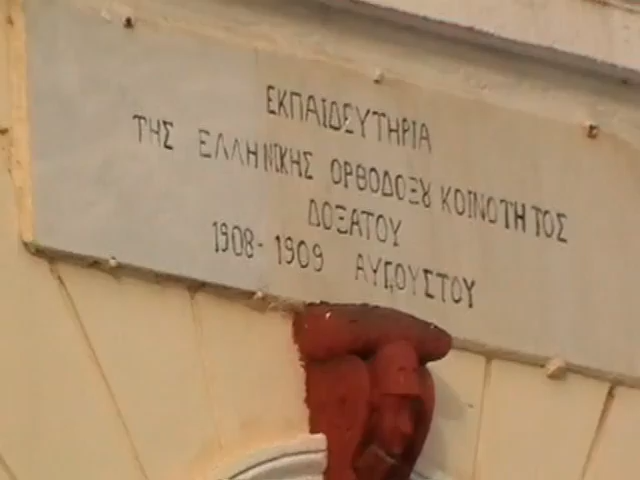 ΕΚΠΑΙΔΕΥΤΗΡΙΑ
ΤΗΣ ΕΛΛΗΝΙΚΗΣ ΟΡΘΟΔΟΞΟΥ ΚΟΙΝΟΤΗΤΟΣ
ΔΟΞΑΤΟΥ
1908-1909 ΑΥΓΟΥΣΤΟΥ